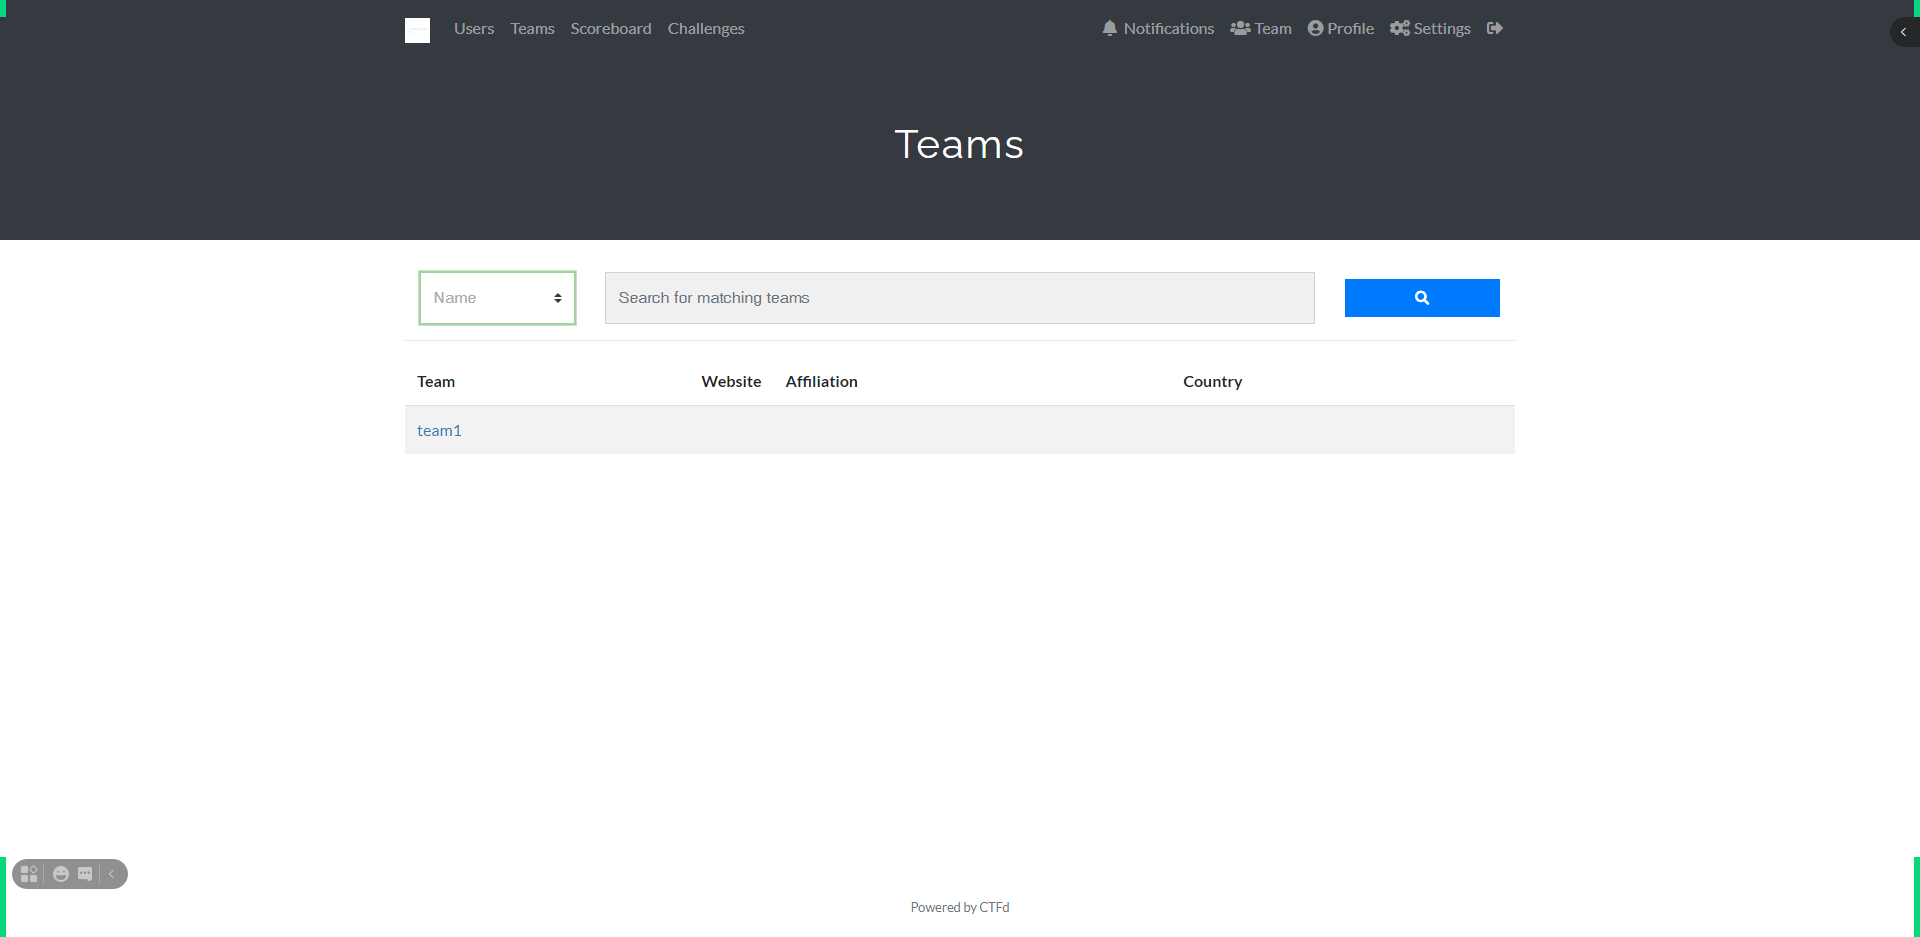 Users Teams Scoreboard Challenges Notifications Team Profile Settings
Teams
Name Search for matching teams
Team Website Affiliation Country
team1
Powered by CTFd